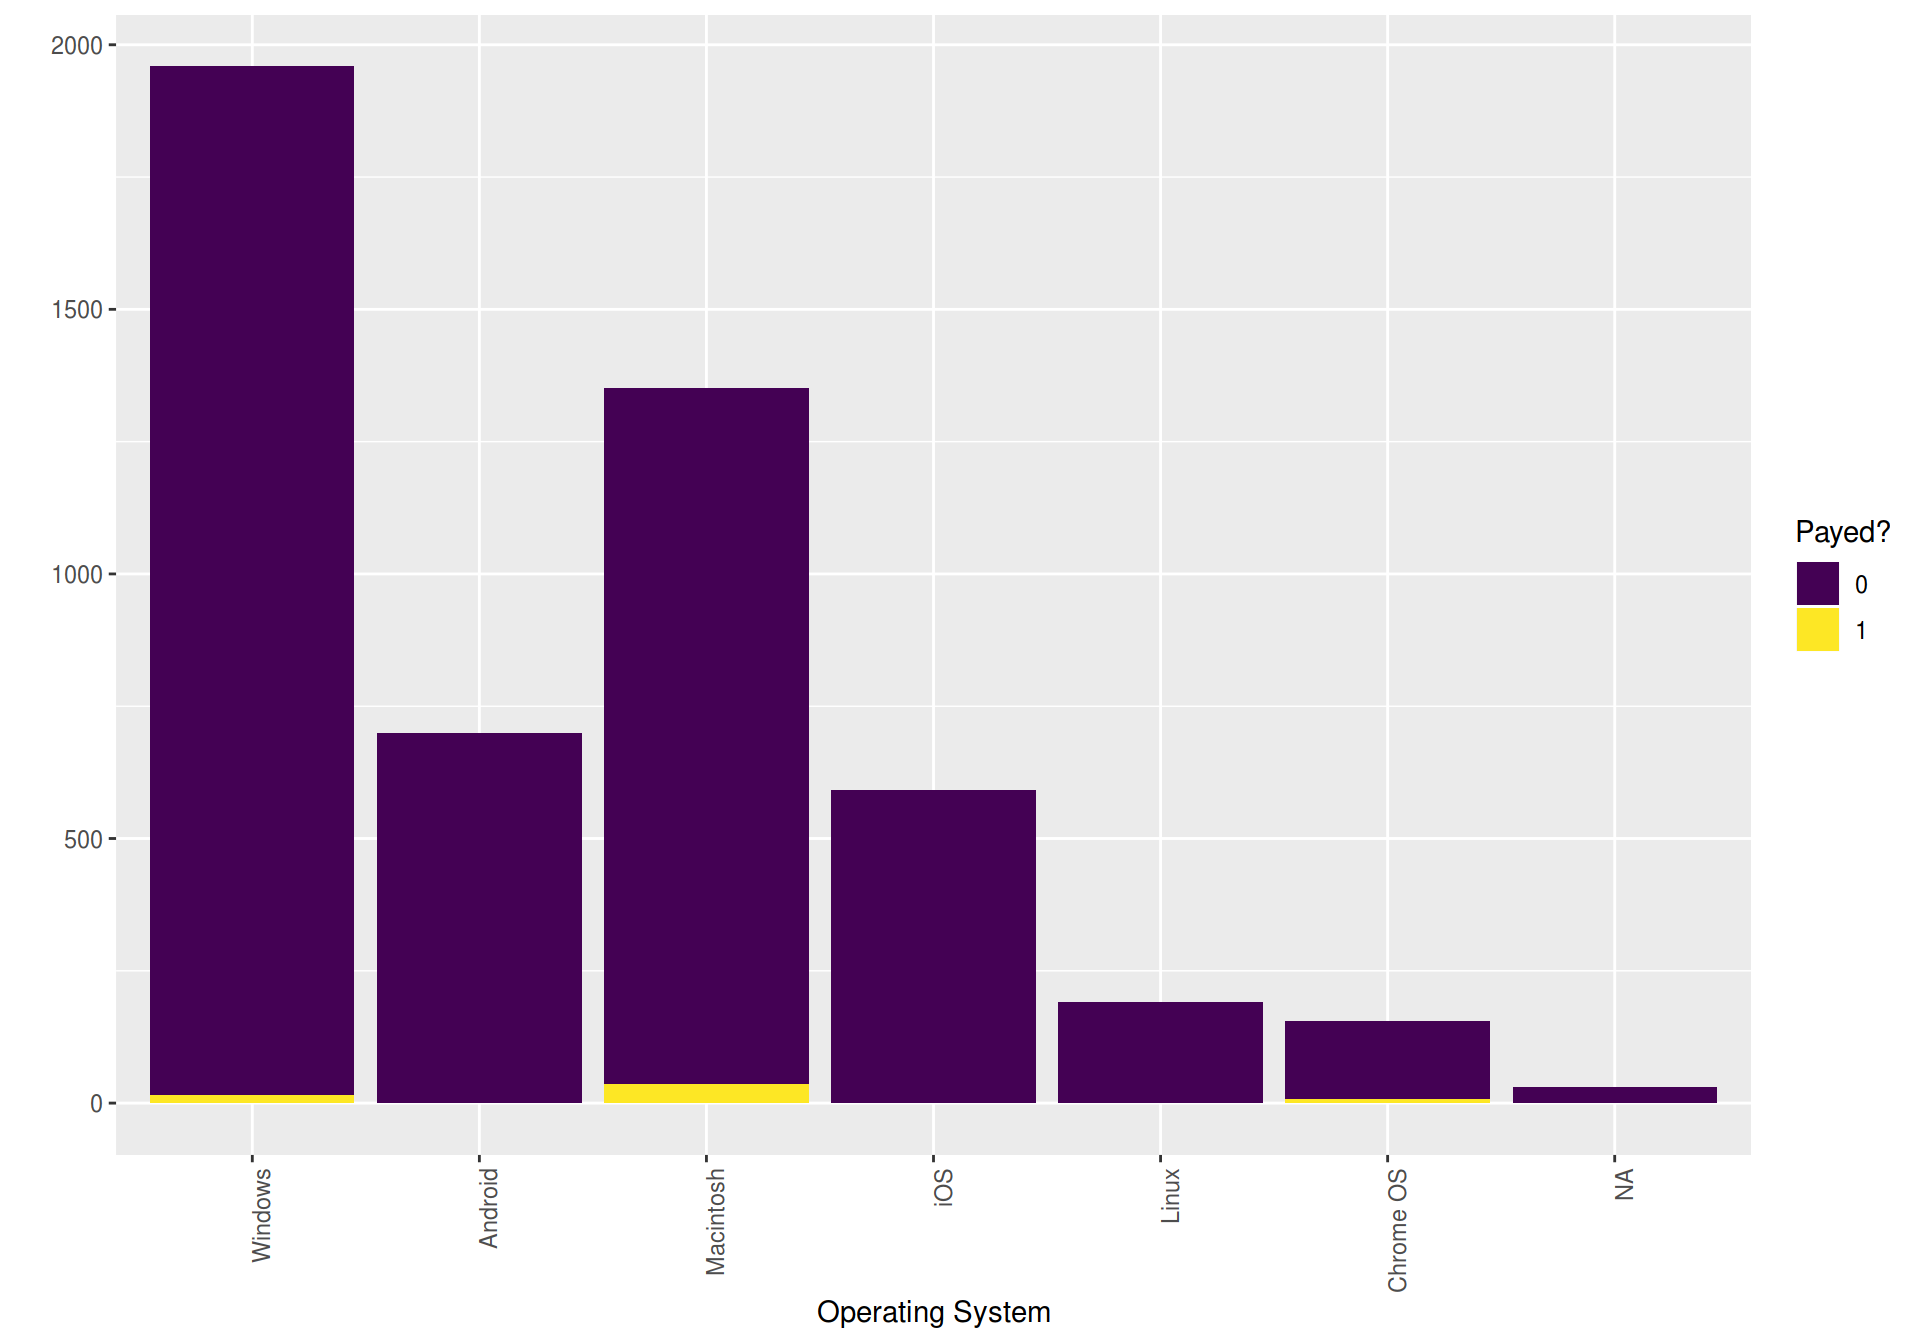 2000
1500
1000
500
0
Windows
Android
Macintosh
iOS
Linux
Chrome OS
NA
Operating System
Payed?
0
1